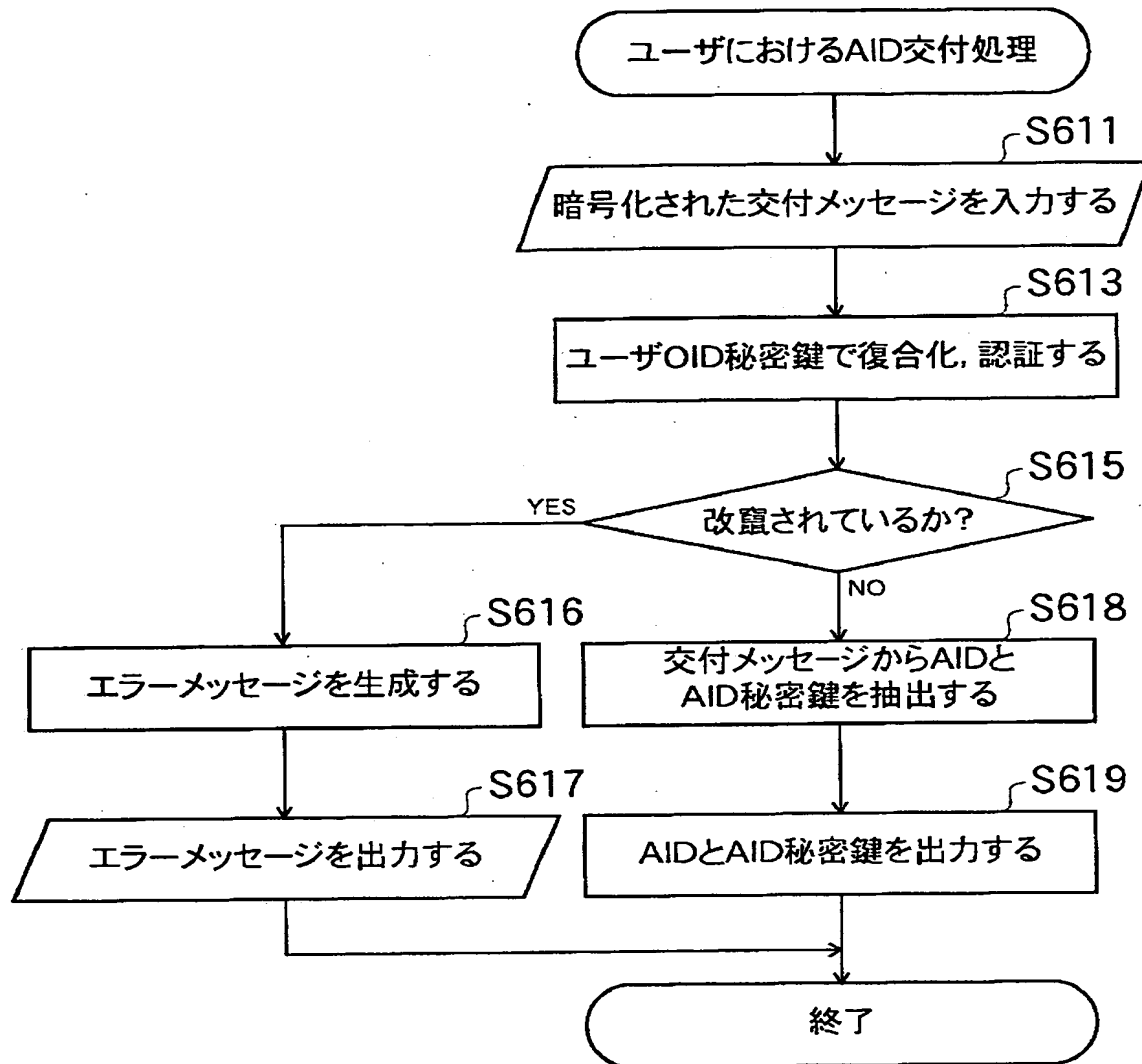 ユーザにおけるAID交付処理
S611
暗号化された交付メッセージを入力する
S613
ユーザOID秘密鍵で復合化, 認証する
S615
改竄されているか?
YES
NO
S616
エラーメッセージを生成する
S618
交付メッセージからAIDと
AID秘密鍵を抽出する
S617
エラーメッセージを出力する
S619
AIDとAID秘密鍵を出力する
終了